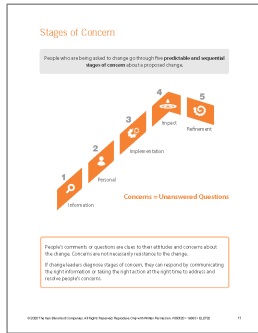 Stages of Concern
People who are being asked to change go through five predictable and sequential
stages of concern about a proposed change.
4
5
3
Impact
Refinement
2
Implementation
1
Personal
Information
Concerns = Unanswered Questions
People's comments or questions are clues to their attitudes and concerns about
the change. Concerns are not necessarily resistance to the change.
If change leaders diagnose stages of concern, they can respond by communicating
the right information or taking the right action at the right time to address and
resolve people's concerns.
11